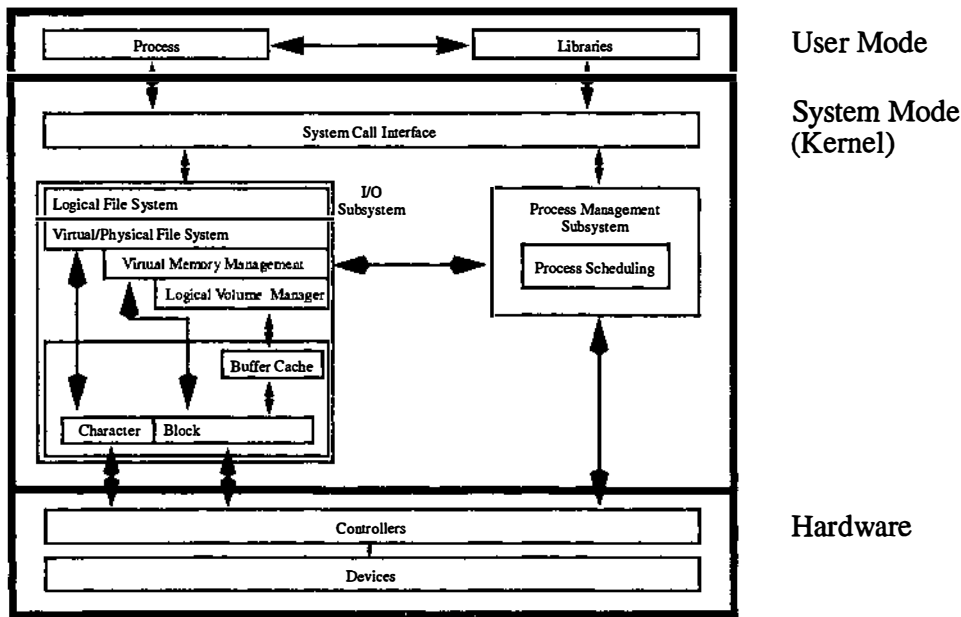 Process
Libraries
User Mode
System Mode
(Kernel)
System Call Interface
I/O
Subsystem
Logical File System
Virtual/Physical File System
Virtual Memory Management
Logical Volume Manager
Buffer Cache
Character
Block
Process Management
Subsystem
Process Scheduling
Hardware
Controllers
Devices